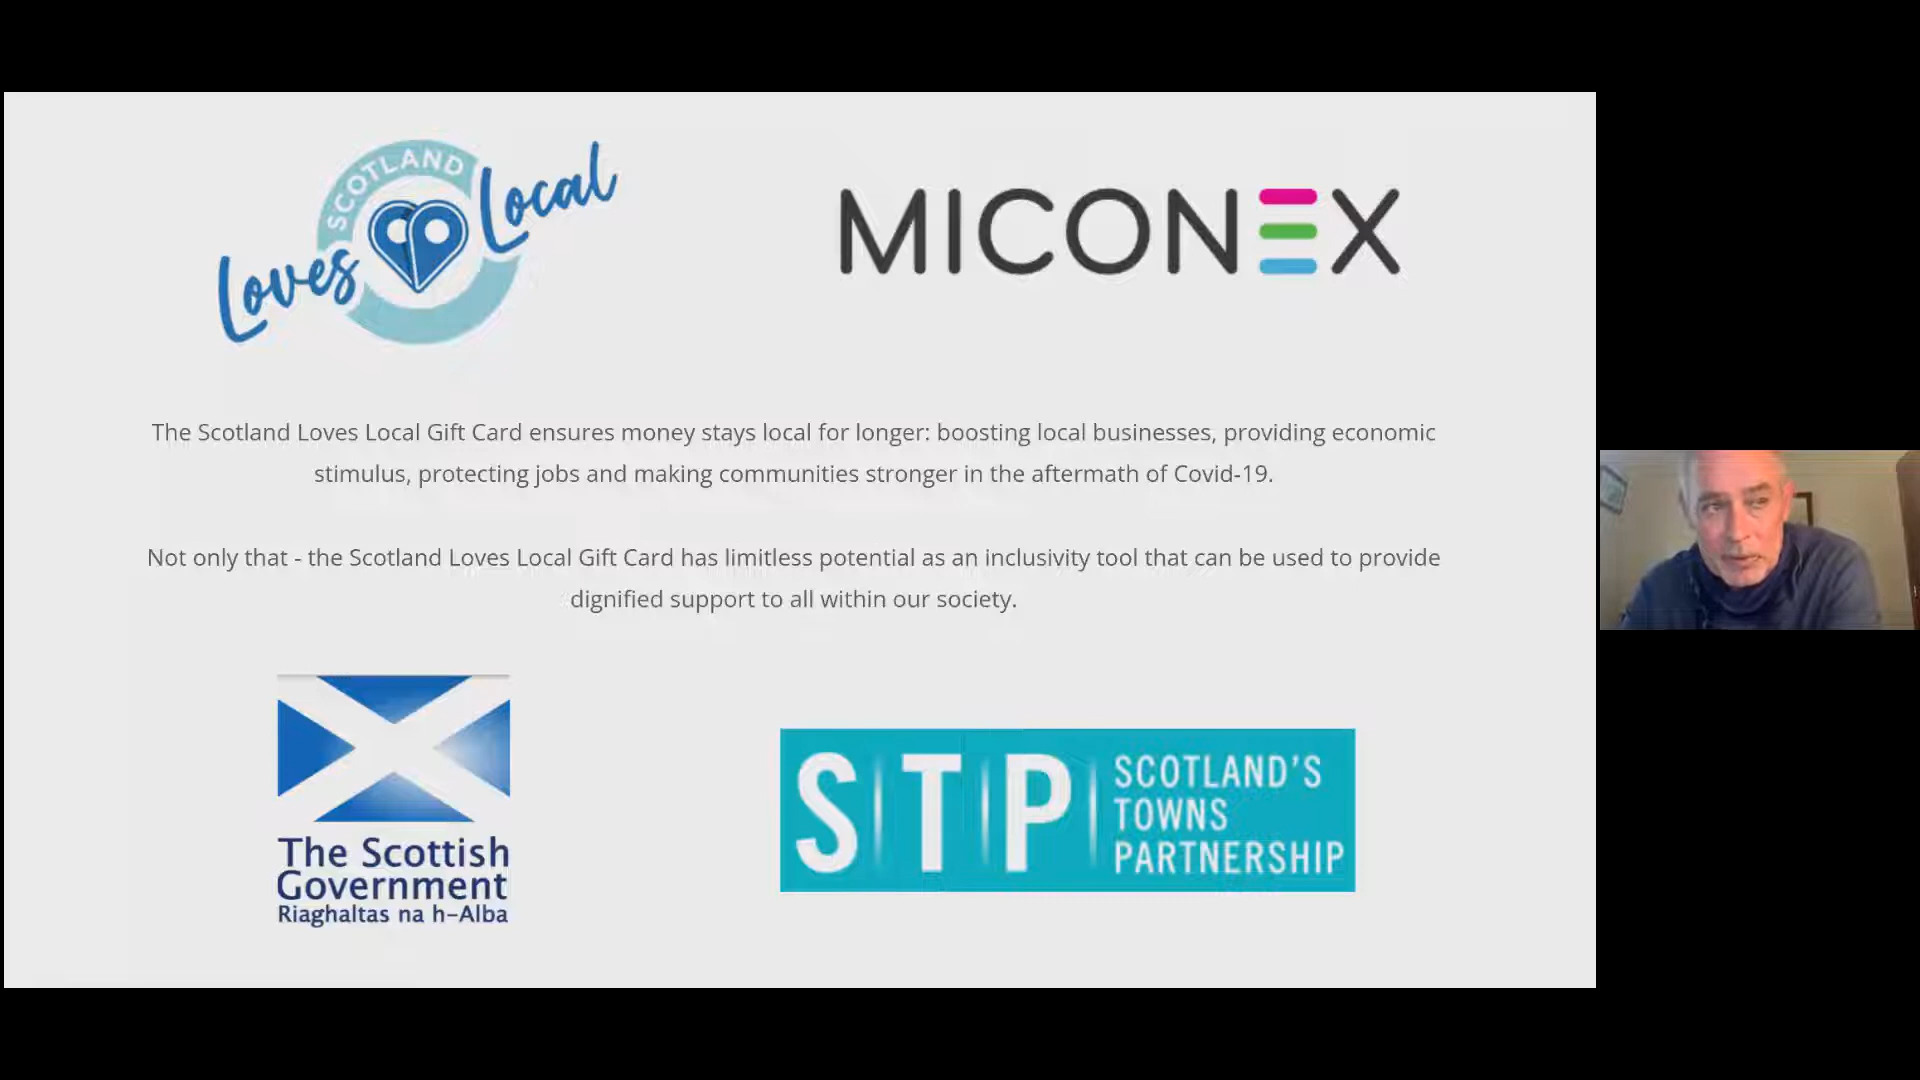 SCOTLAND
Loves Local
MICONEX
The Scotland Loves Local Gift Card ensures money stays local for longer: boosting local businesses, providing economic
stimulus, protecting jobs and making communities stronger in the aftermath of Covid-19.
Not only that - the Scotland Loves Local Gift Card has limitless potential as an inclusivity tool that can be used to provide
dignified support to all within our society.
The Scottish
Government
Riaghaltas na h-Alba
STP
SCOTLAND'S
TOWNS
PARTNERSHIP